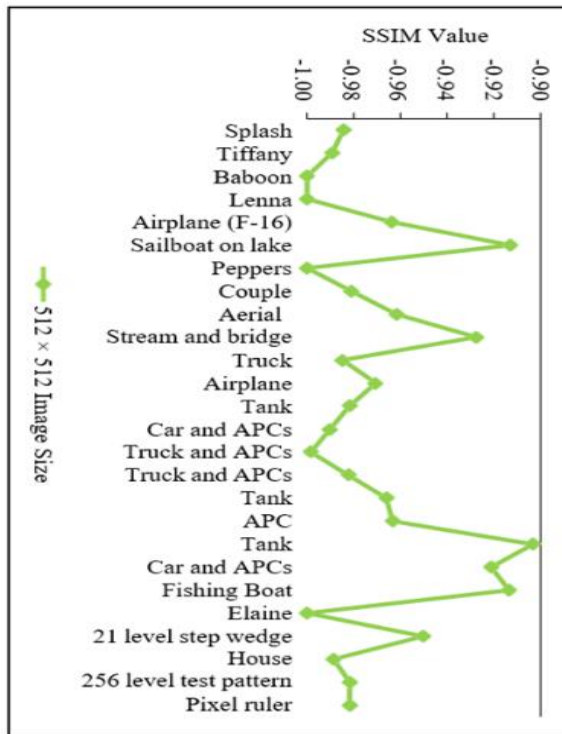 SSIM Value
-1.00
-0.98
-0.96
-0.94
-0.92
-0.90
Splash
Tiffany
Baboon
Lenna
Airplane (F-16)
Sailboat on lake
Peppers
Couple
Aerial
Stream and bridge
Truck
Airplane
Tank
Car and APCs
Truck and APCs
Truck and APCs
Tank
APC
Tank
Car and APCs
Fishing Boat
Elaine
21 level step wedge
House
256 level test pattern
Pixel ruler
512 × 512 Image Size